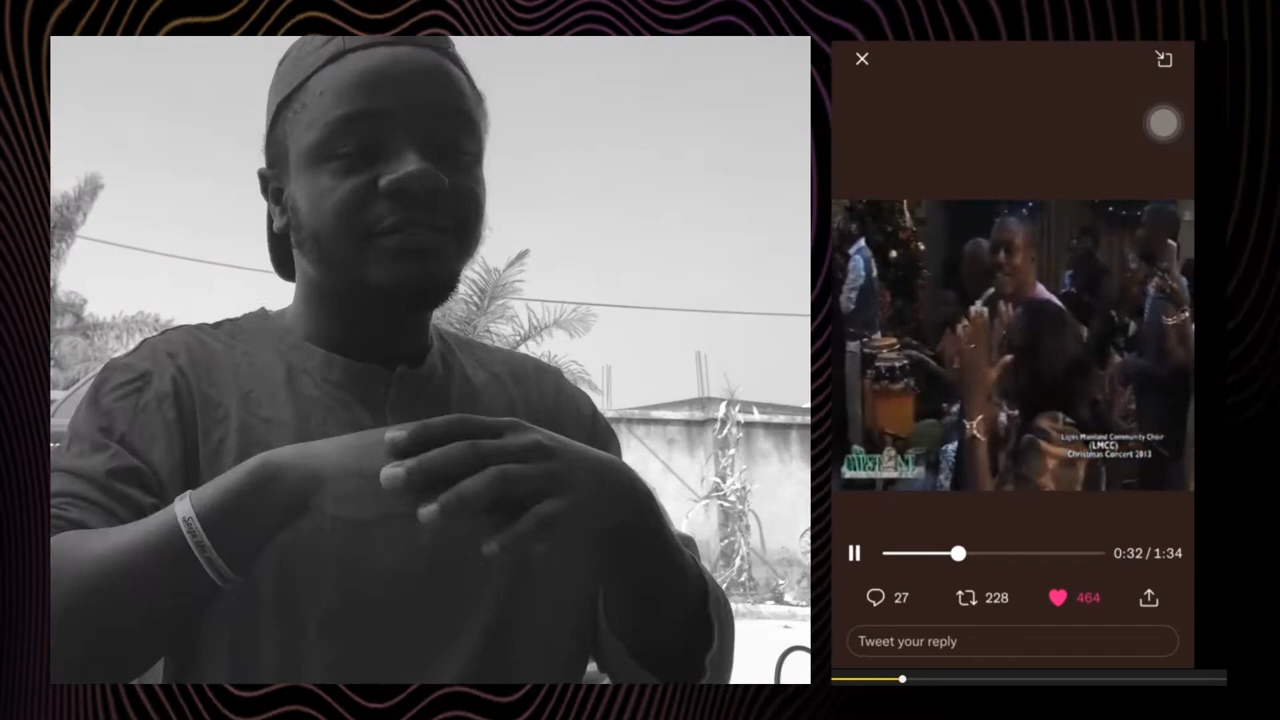 Lagos Mainland Community Choir
(LMCC)
Christmas Concert 2013
0:32 / 1:34
27
228
464
Tweet your reply